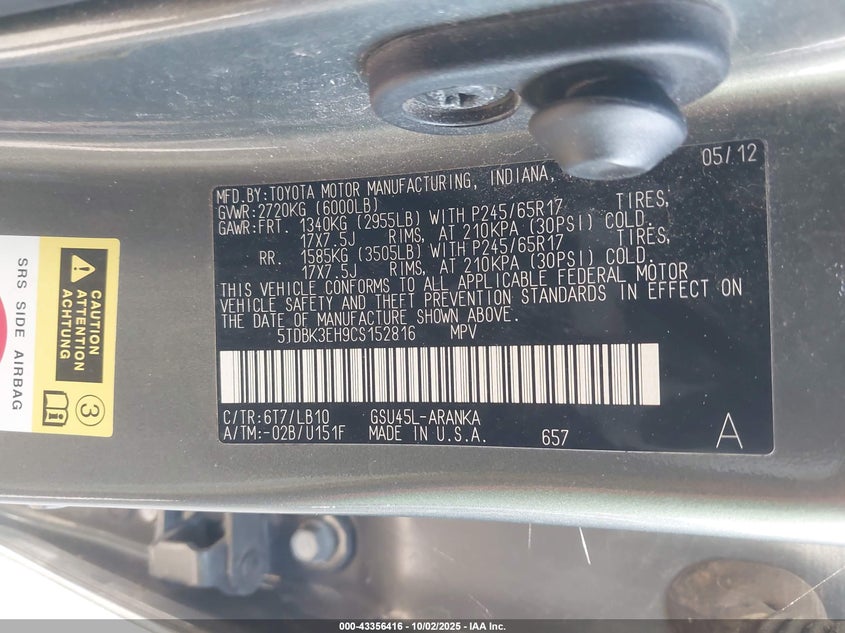 05/12
MFD.BY:TOYOTA MOTOR MANUFACTURING, INDIANA,
GVWR:2720KG (6000LB)
GAWR:FRT. 1340KG (2955LB) WITH P245/65R17 TIRES,
17X7.5J RIMS, AT 210KPA (30PSI) COLD.
RR. 1585KG (3505LB) WITH P245/65R17 TIRES,
17X7.5J RIMS, AT 210KPA (30PSI) COLD.
THIS VEHICLE CONFORMS TO ALL APPLICABLE FEDERAL MOTOR
VEHICLE SAFETY AND THEFT PREVENTION STANDARDS IN EFFECT ON
THE DATE OF MANUFACTURE SHOWN ABOVE.
5TDBK3EH9CS152816 MPV
C/TR:6T7/LB10 GSU45L-ARANKA
A/TM:-02B/U151F MADE IN U.S.A. 657
A
SRS SIDE AIRBAG
CAUTION
ATTENTION
ACHTUNG
3
000-43356416 - 10/02/2025 - IAA Inc.